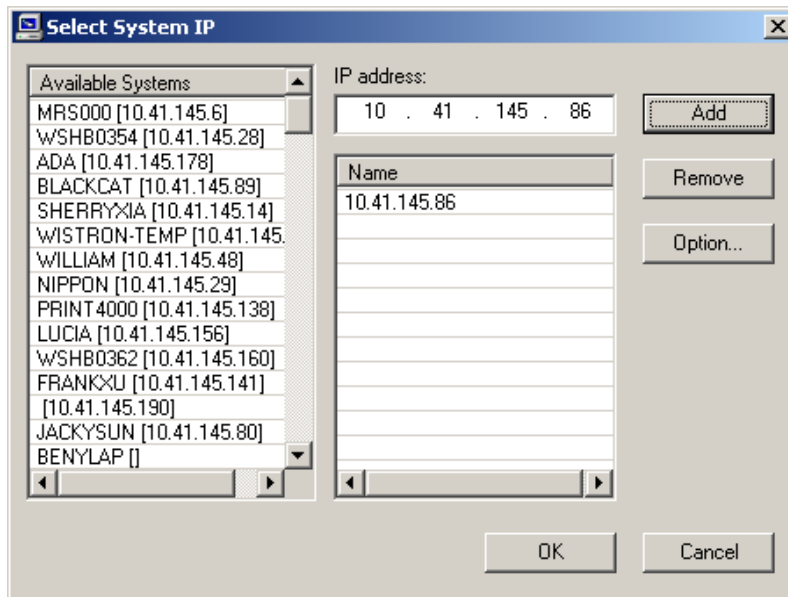 Select System IP
Available Systems
MRS000 [10.41.145.6]
WSHB0354 [10.41.145.28]
ADA [10.41.145.178]
BLACKCAT [10.41.145.89]
SHERRYXIA [10.41.145.14]
WISTRON-TEMP [10.41.145.
WILLIAM [10.41.145.48]
NIPPON [10.41.145.29]
PRINT4000 [10.41.145.138]
LUCIA [10.41.145.156]
WSHB0362 [10.41.145.160]
FRANKXU [10.41.145.141]
[10.41.145.190]
JACKYSUN [10.41.145.80]
BENYLAP []
IP address:
10 . 41 . 145 . 86
Name
10.41.145.86
Add
Remove
Option...
OK
Cancel